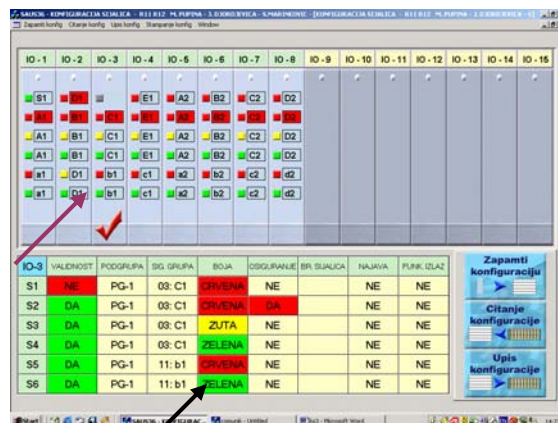 Zapamti konfig Citanje konfig Upis konfig Stampanje konfig Window
IO - 1 IO - 2 IO - 3 IO - 4 IO - 5 IO - 6 IO - 7 IO - 8 IO - 9 IO - 10 IO - 11 IO - 12 IO - 13 IO - 14 IO - 15
S1 D1 E1 A2 B2 C2 D2
A1 B1 C1 E1 A2 B2 C2 D2
A1 B1 C1 E1 A2 B2 C2 D2
A1 B1 C1 E1 A2 B2 C2 D2
a1 D1 b1 c1 a2 b2 c2 d2
a1 D1 b1 c1 a2 b2 c2 d2
IO-3 VALIDNOST PODGRUPA SIG. GRUPA BOJA OSIGURANJE BR. SIJALICA NAJAVA FUNK. IZLAZ
S1 NE PG-1 03: C1 CRVENA NE NE NE
S2 DA PG-1 03: C1 CRVENA DA NE NE
S3 DA PG-1 03: C1 ZUTA NE NE NE
S4 DA PG-1 03: C1 ZELENA NE NE NE
S5 DA PG-1 11: b1 CRVENA NE NE NE
S6 DA PG-1 11: b1 ZELENA NE NE NE
Zapamti
konfiguraciju
Citanje
konfiguracije
Upis
konfiguracije